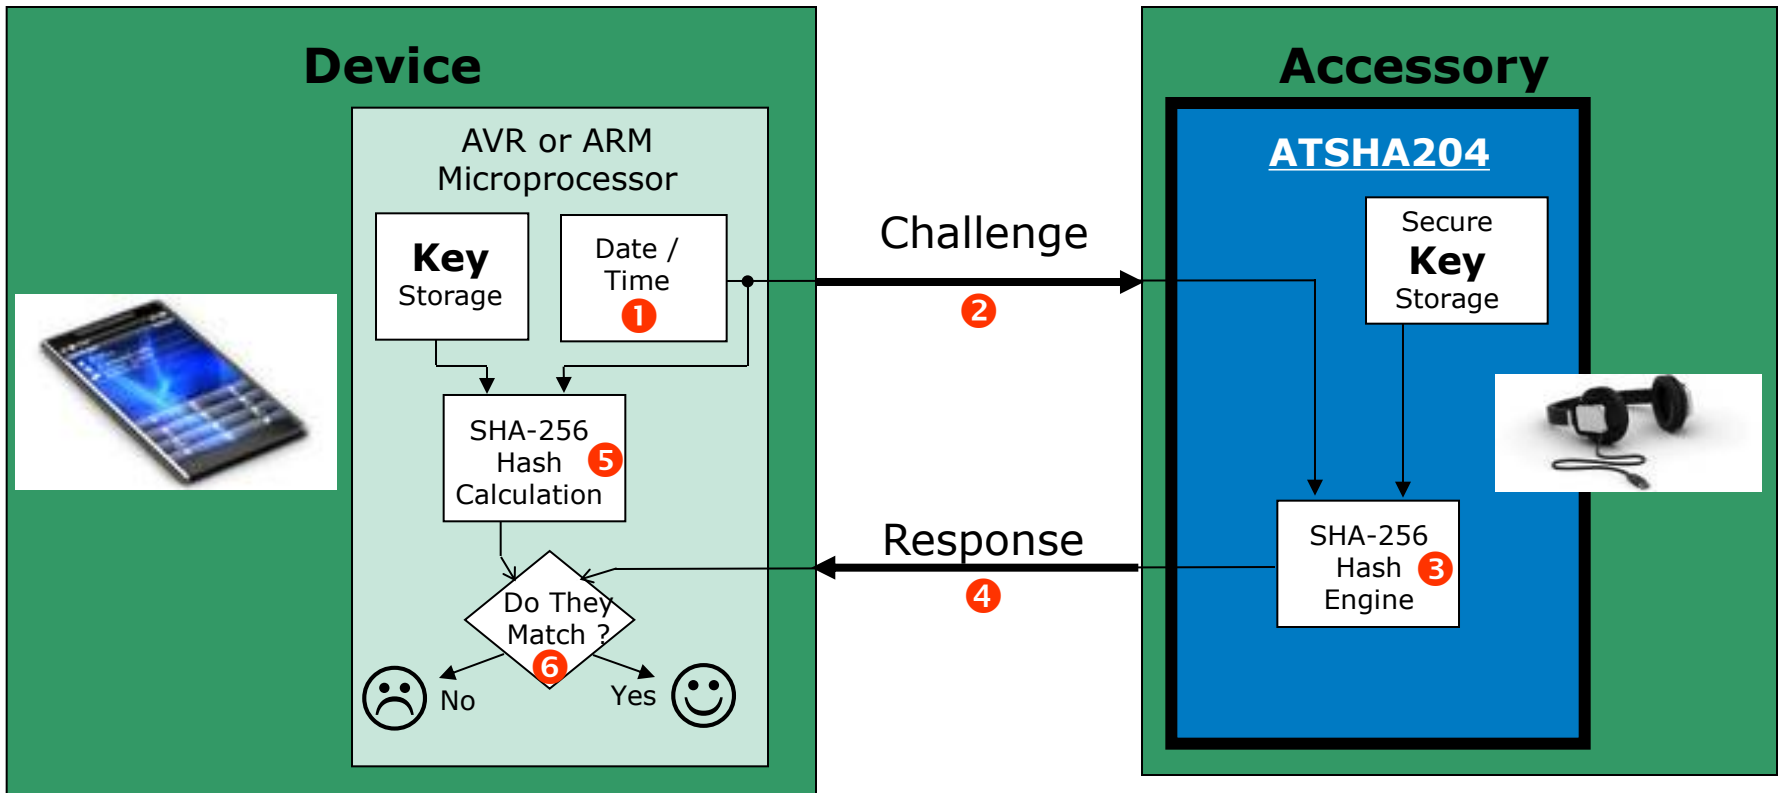 Device
AVR or ARM
Microprocessor
Key
Storage
Date /
Time
1
SHA-256
Hash
Calculation
5
Do They
Match ?
6
No
Yes
Challenge
2
Response
4
Accessory
ATSHA204
Secure
Key
Storage
SHA-256
Hash
Engine
3